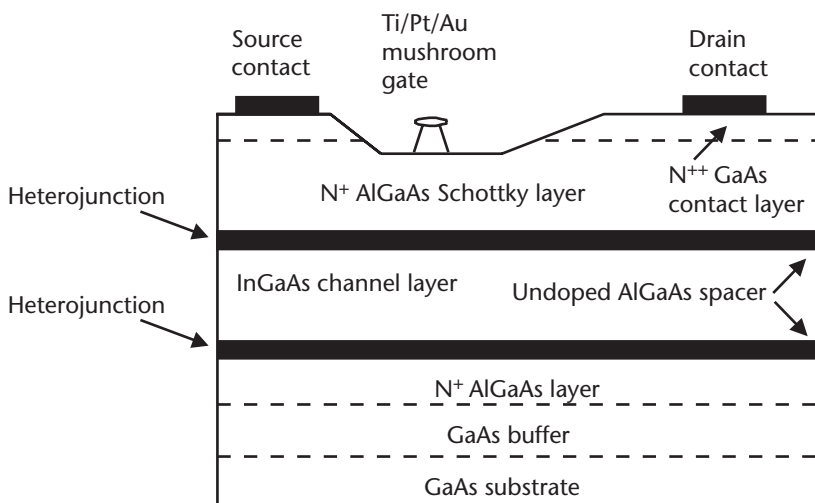 Source
contact
Ti/Pt/Au
mushroom
gate
Drain
contact
N++ GaAs
contact layer
N+ AlGaAs Schottky layer
Heterojunction
InGaAs channel layer
Undoped AlGaAs spacer
Heterojunction
N+ AlGaAs layer
GaAs buffer
GaAs substrate